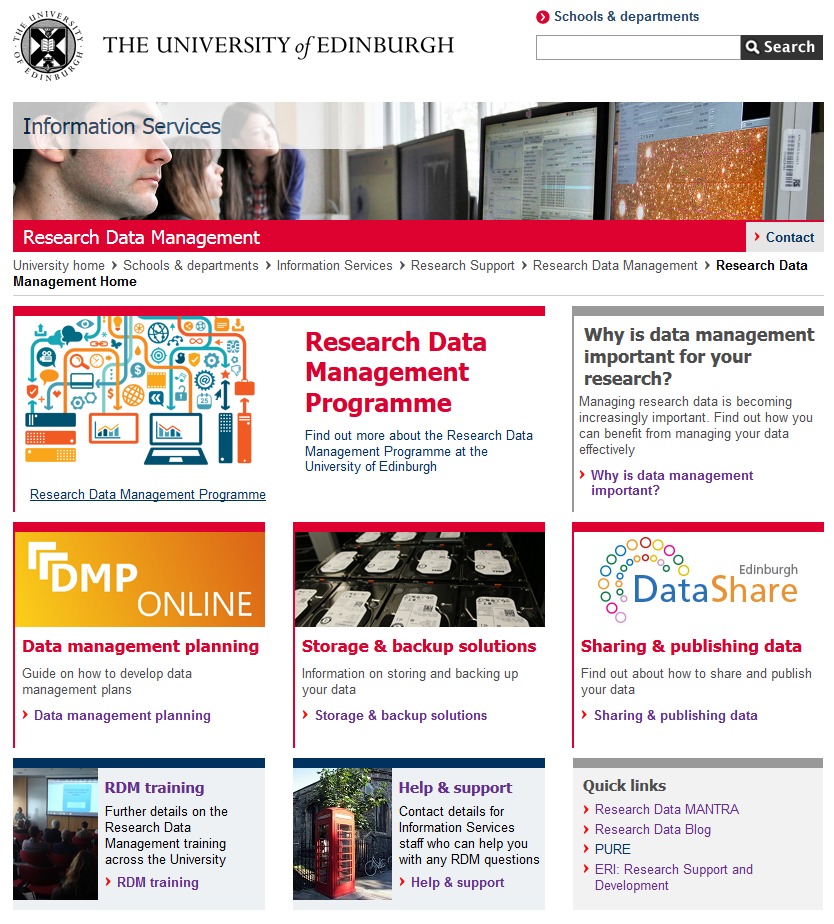 THE UNIVERSITY OF EDINBURGH
THE UNIVERSITY of EDINBURGH
Schools & departments
Search
Information Services
Research Data Management
Contact
University home › Schools & departments › Information Services › Research Support › Research Data Management › Research Data
Management Home
Research Data
Management
Programme
Find out more about the Research Data
Management Programme at the
University of Edinburgh
Research Data Management Programme
Why is data management
important for your
research?
Managing research data is becoming
increasingly important. Find out how you
can benefit from managing your data
effectively
Why is data management
important?
DMP
ONLINE
Data management planning
Guide on how to develop data
management plans
Data management planning
Storage & backup solutions
Information on storing and backing up
your data
Storage & backup solutions
Edinburgh
DataShare
Sharing & publishing data
Find out about how to share and publish
your data
Sharing & publishing data
RDM training
Further details on the
Research Data
Management training
across the University
RDM training
Help & support
Contact details for
Information Services
staff who can help you
with any RDM questions
Help & support
Quick links
Research Data MANTRA
Research Data Blog
PURE
ERI: Research Support and
Development